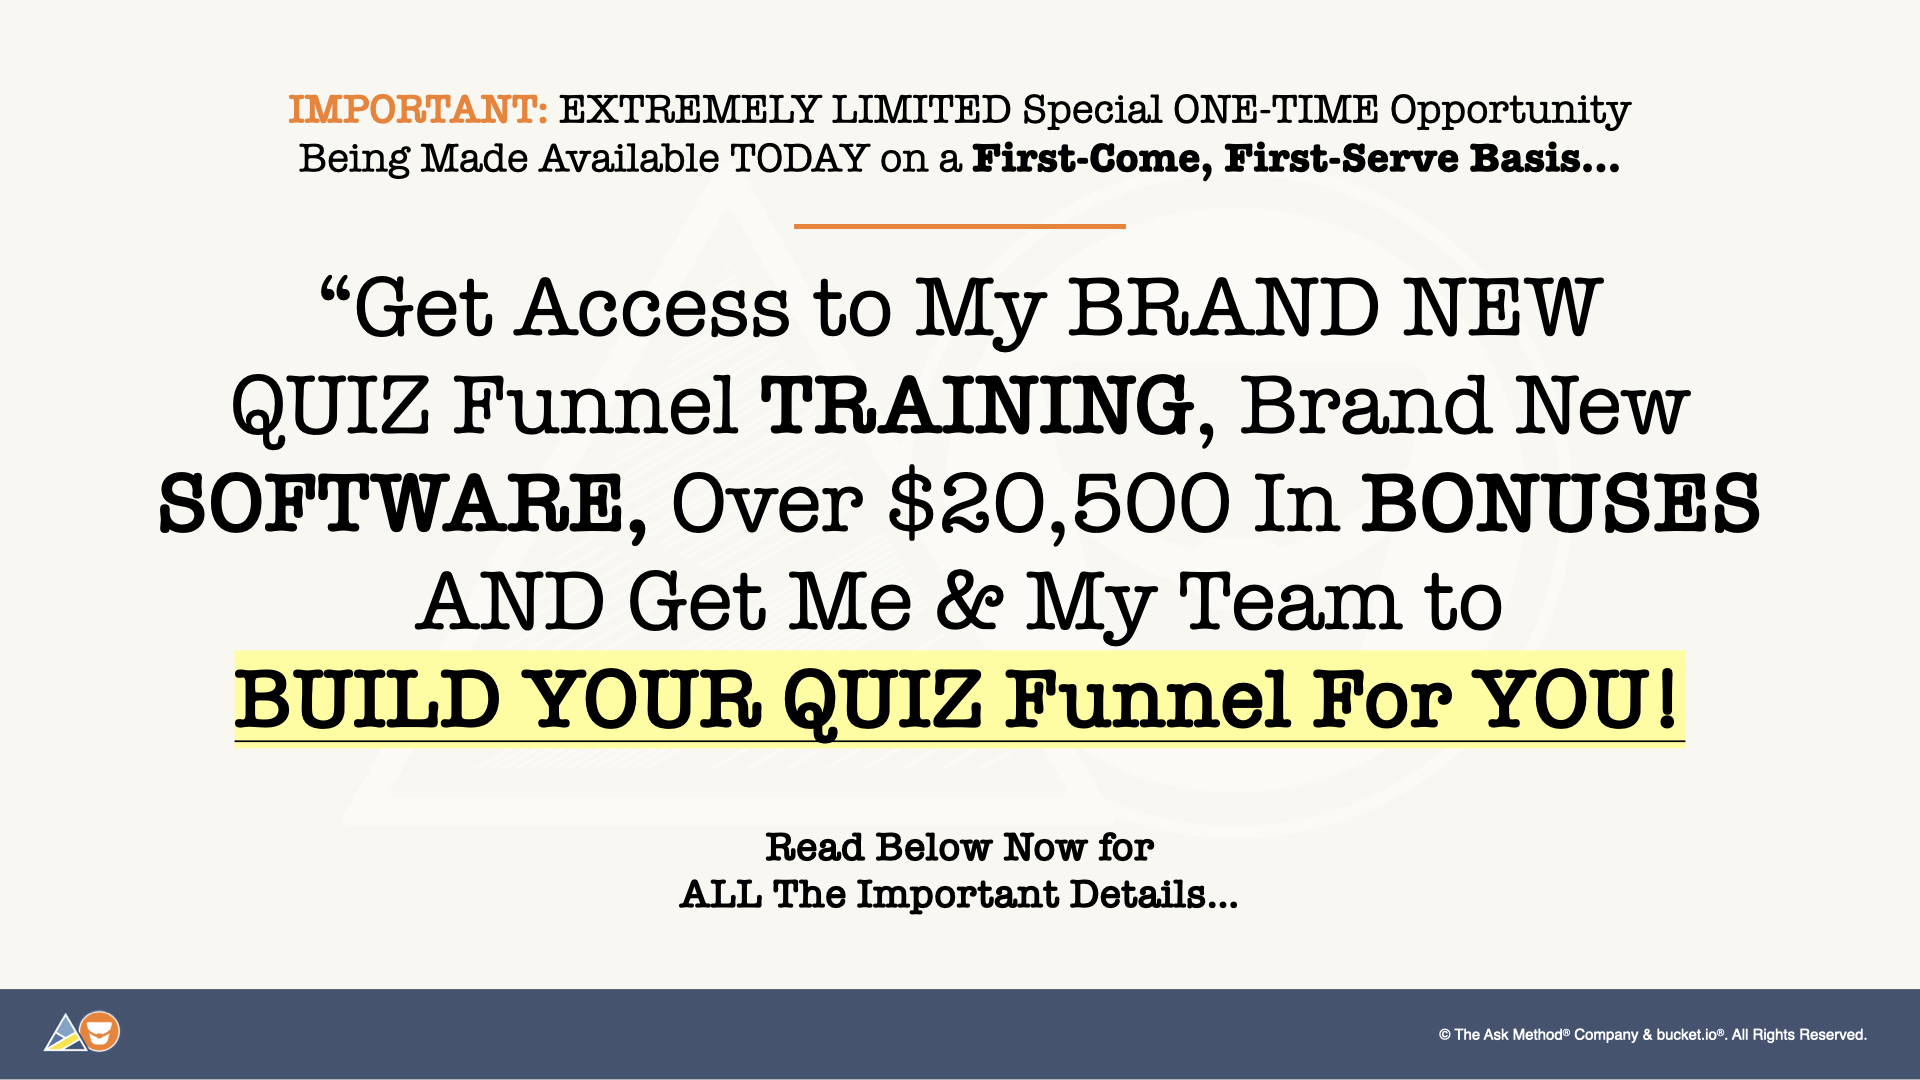 IMPORTANT: EXTREMELY LIMITED Special ONE-TIME Opportunity
Being Made Available TODAY on a First-Come, First-Serve Basis...
“Get Access to My BRAND NEW
QUIZ Funnel TRAINING, Brand New
SOFTWARE, Over $20,500 In BONUSES
AND Get Me & My Team to
BUILD YOUR QUIZ Funnel For YOU!
Read Below Now for
ALL The Important Details...
© The Ask Method® Company & bucket.io®. All Rights Reserved.